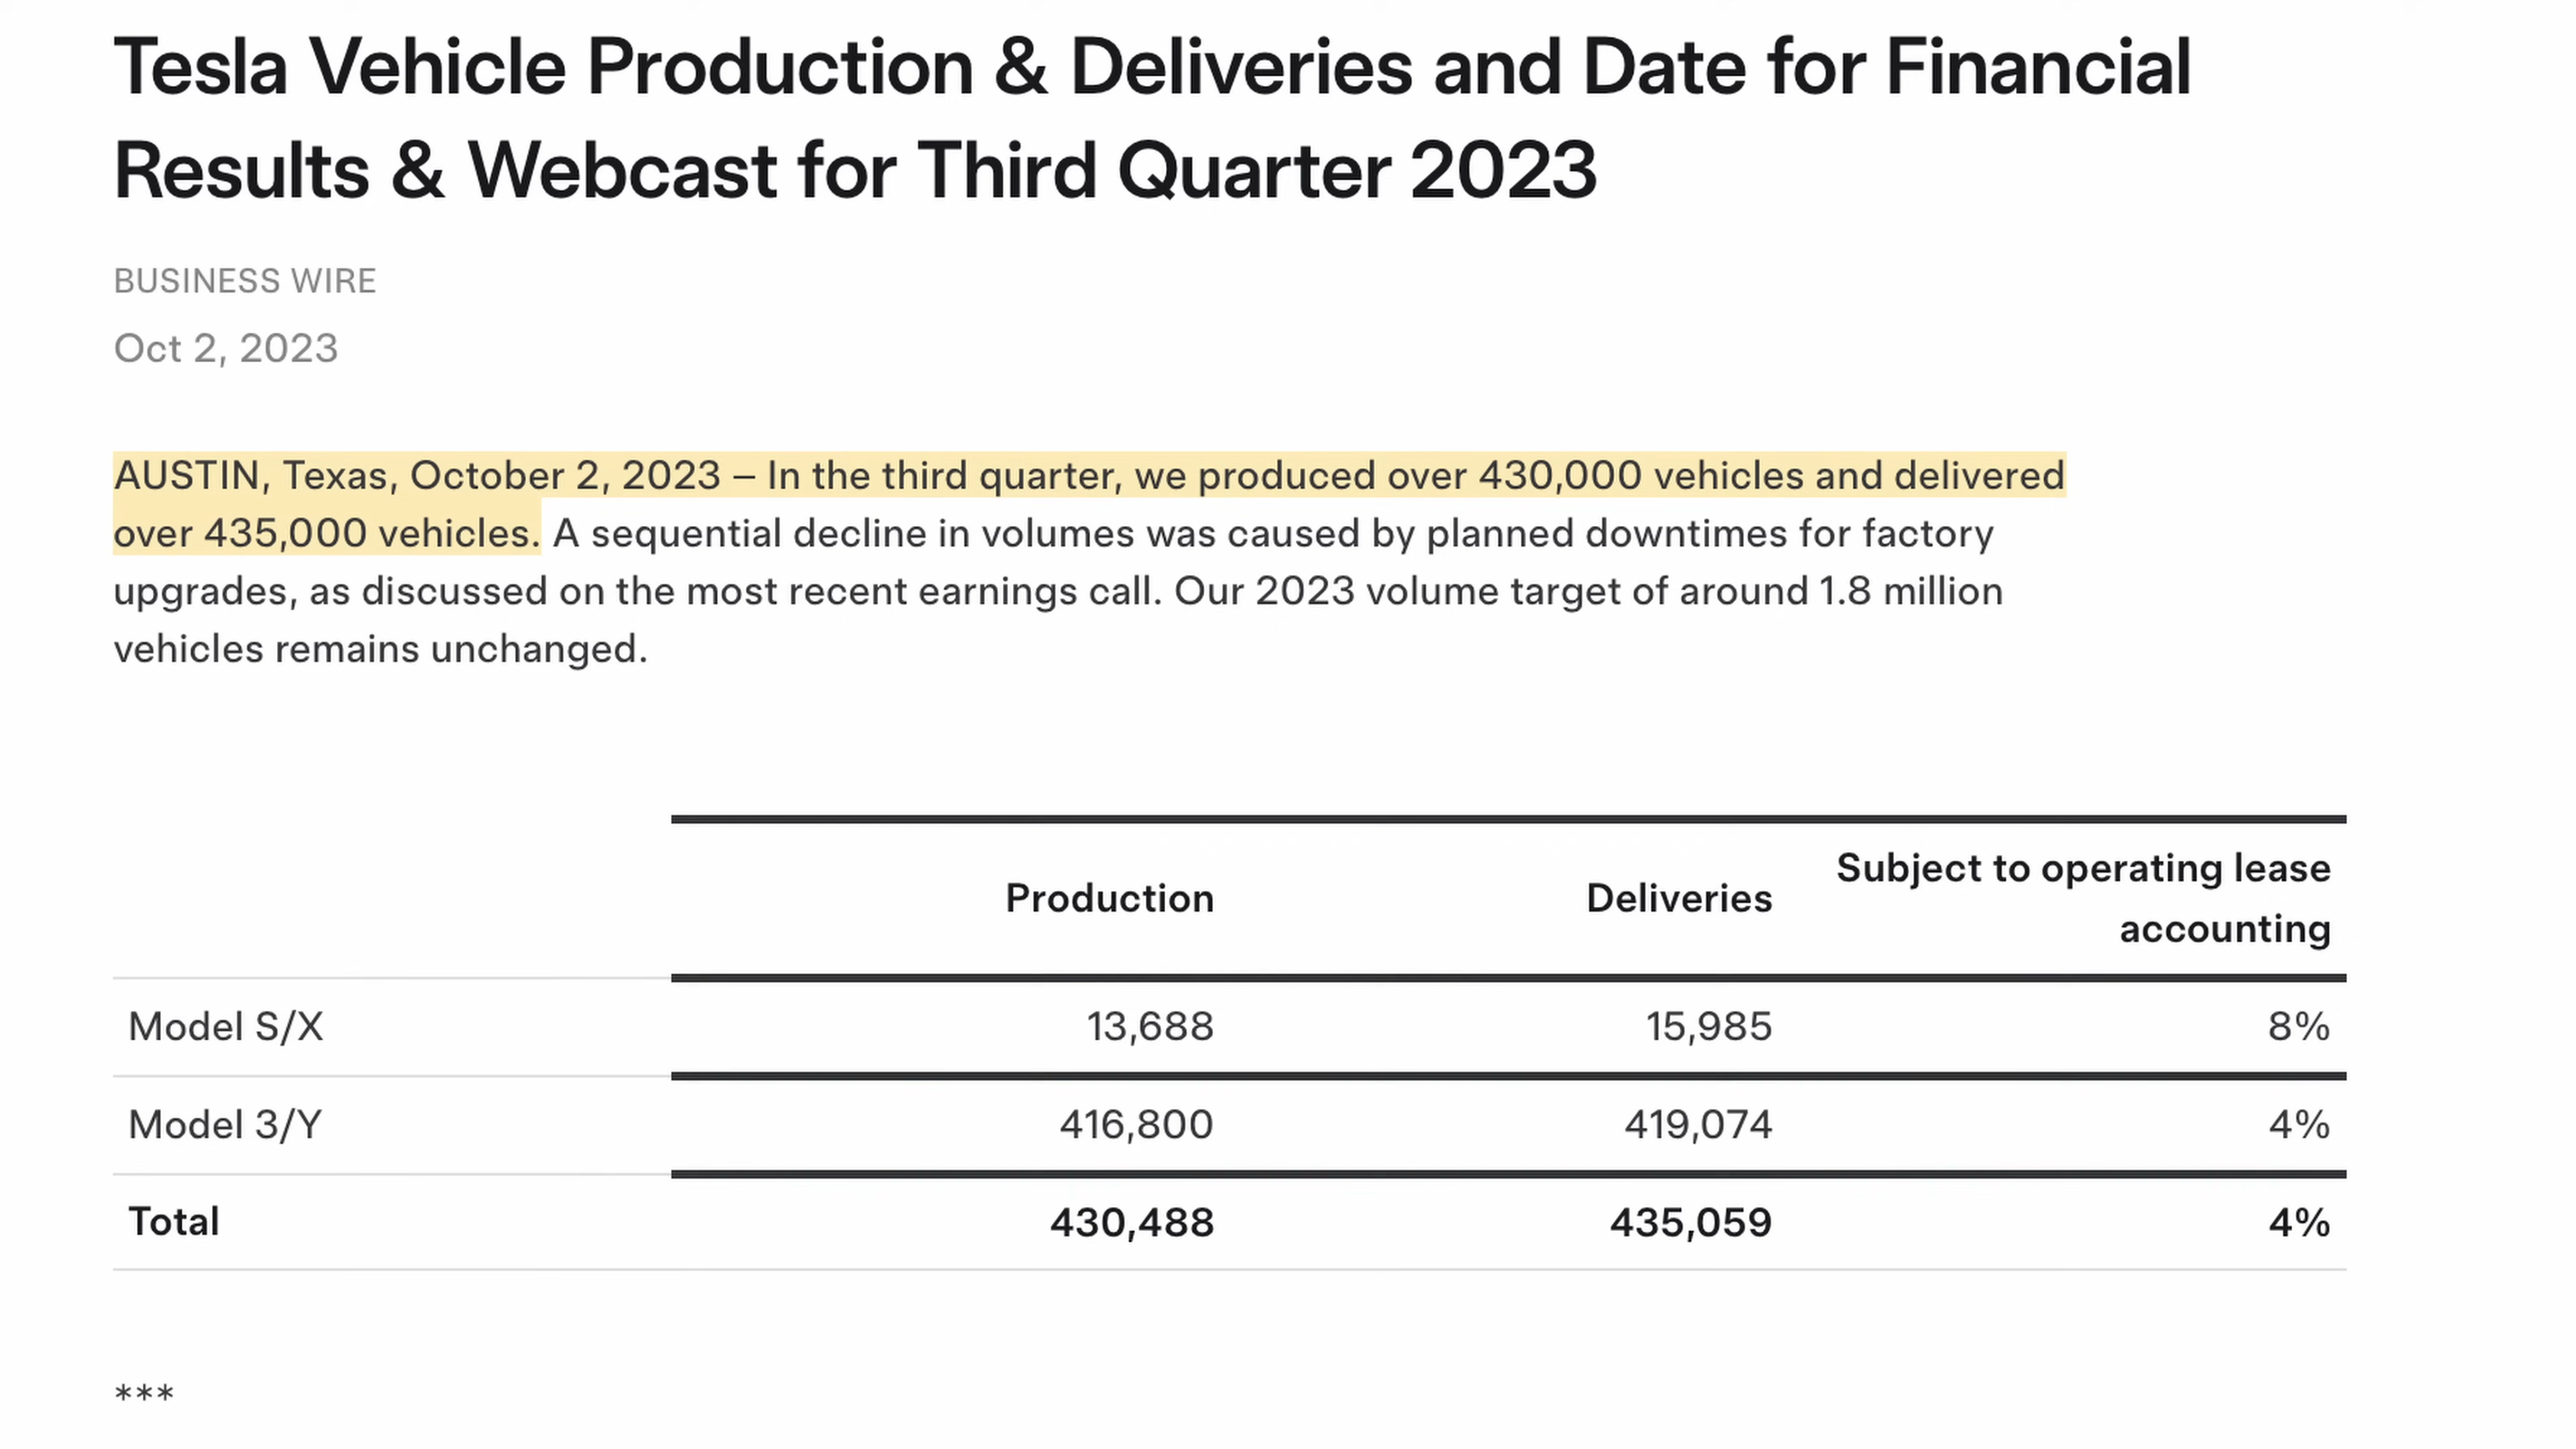 Tesla Vehicle Production & Deliveries and Date for Financial
Results & Webcast for Third Quarter 2023
BUSINESS WIRE
Oct 2, 2023
AUSTIN, Texas, October 2, 2023 – In the third quarter, we produced over 430,000 vehicles and delivered
over 435,000 vehicles. A sequential decline in volumes was caused by planned downtimes for factory
upgrades, as discussed on the most recent earnings call. Our 2023 volume target of around 1.8 million
vehicles remains unchanged.
Production Deliveries Subject to operating lease
accounting
Model S/X 13,688 15,985 8%
Model 3/Y 416,800 419,074 4%
Total 430,488 435,059 4%
***